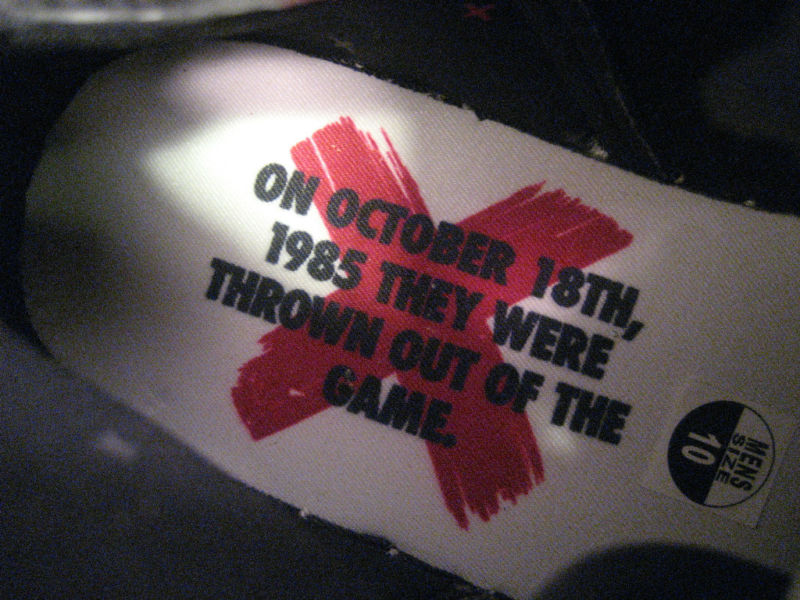 ON OCTOBER 18TH,
1985 THEY WERE
THROWN OUT OF THE
GAME.
MENS
SIZE
10